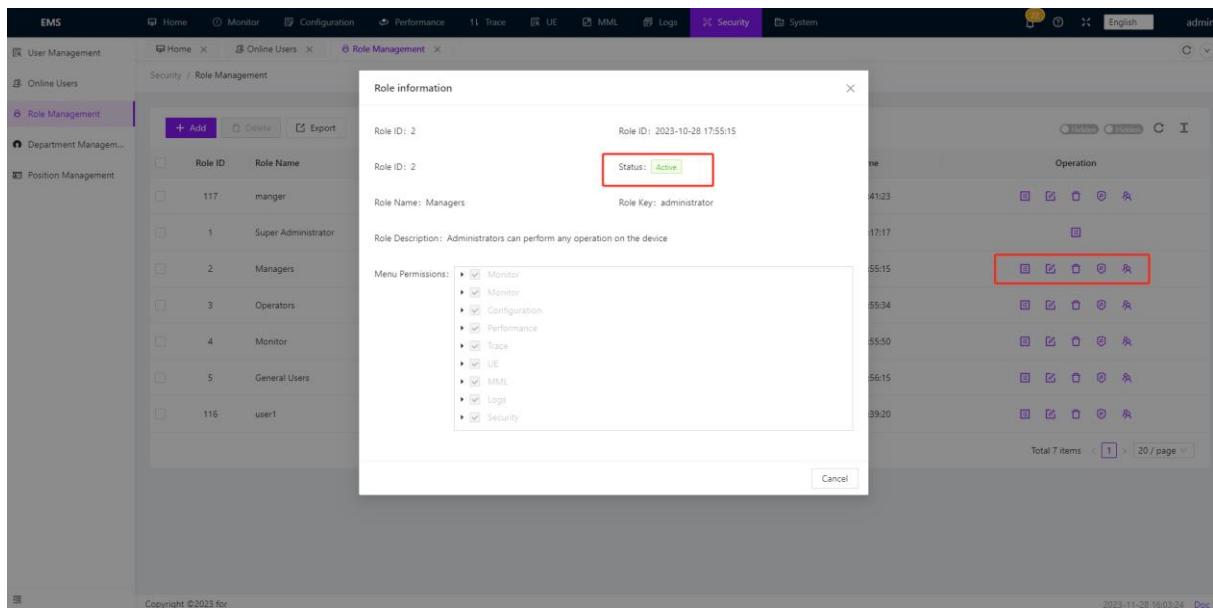 EMS Home Monitor Configuration Performance Trace UE MML Logs Security System English admin
User Management
Online Users
Role Management
Department Managem...
Position Management
Home Online Users Role Management
Security / Role Management
Add Delete Export
Role ID Role Name Operation
117 manger :41:23
1 Super Administrator :17:17
2 Managers :55:15
3 Operators :55:34
4 Monitor :55:50
5 General Users :56:15
116 user1 :39:20
Total 7 items 1 20 / page
Role information
Role ID: 2 Role ID: 2023-10-28 17:55:15
Role ID: 2 Status: Active
Role Name: Managers Role Key: administrator
Role Description: Administrators can perform any operation on the device
Menu Permissions:
Monitor
Monitor
Configuration
Performance
Trace
UE
MML
Logs
Security
Cancel
Copyright ©2023 for 2023-11-28 16:03:24 Doc